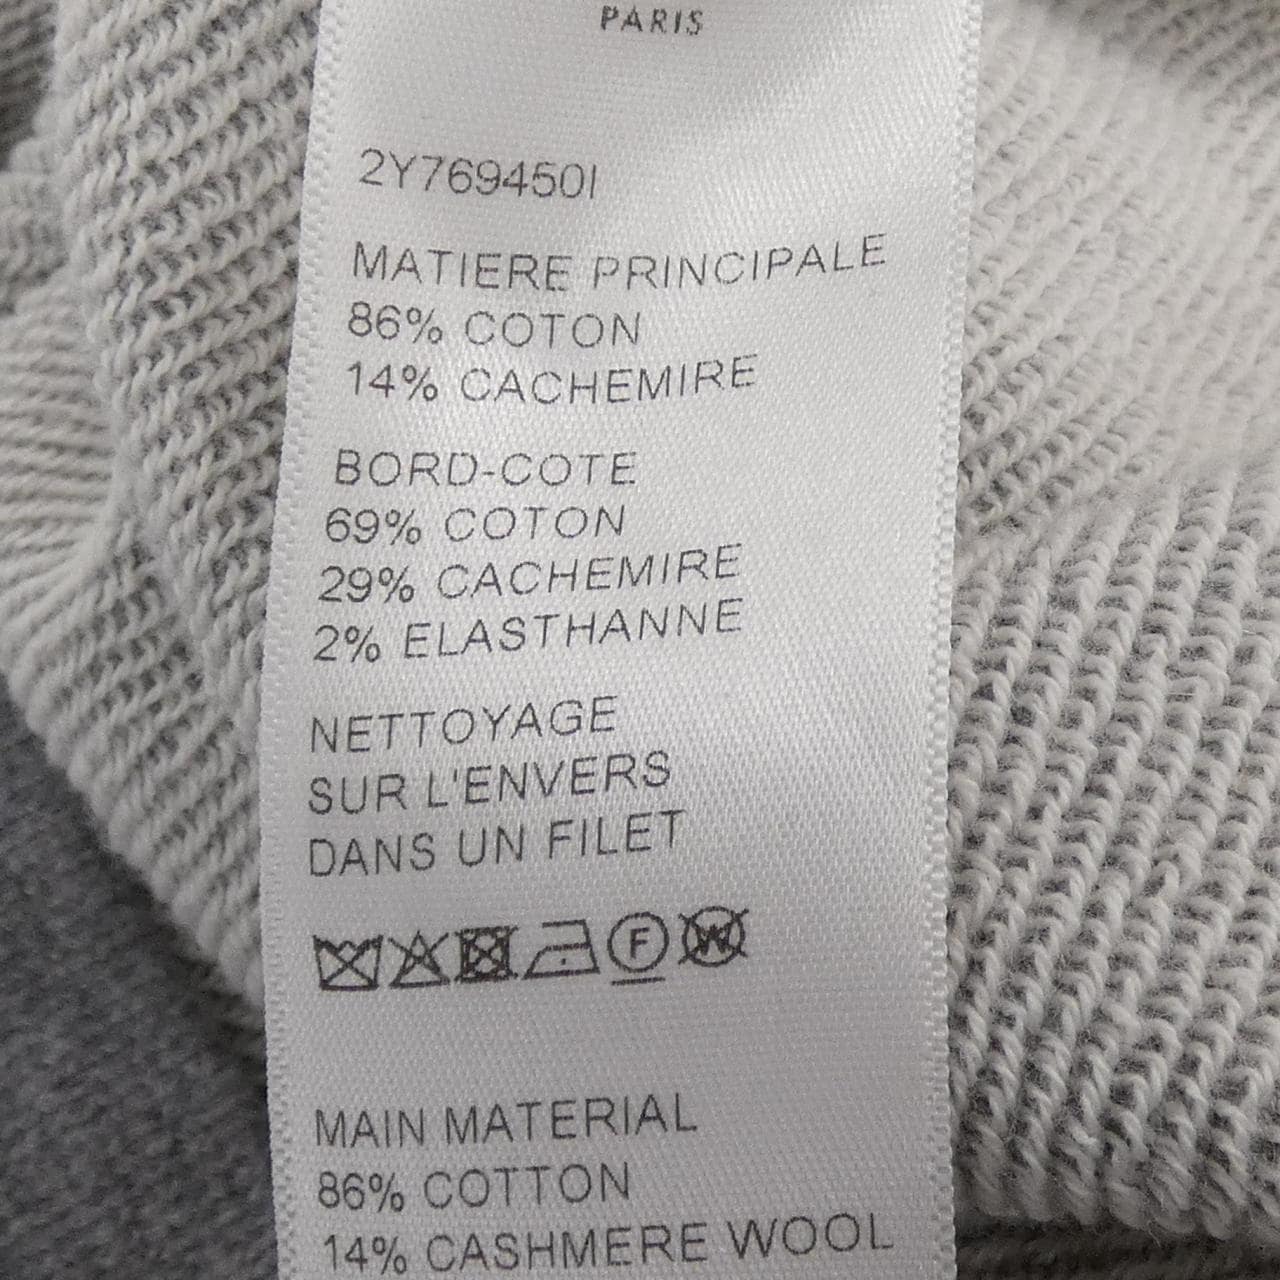 PARIS
2Y769450I
MATIERE PRINCIPALE
86% COTON
14% CACHEMIRE
BORD-COTE
69% COTON
29% CACHEMIRE
2% ELASTHANNE
NETTOYAGE
SUR L'ENVERS
DANS UN FILET
F W
MAIN MATERIAL
86% COTTON
14% CASHMERE WOOL